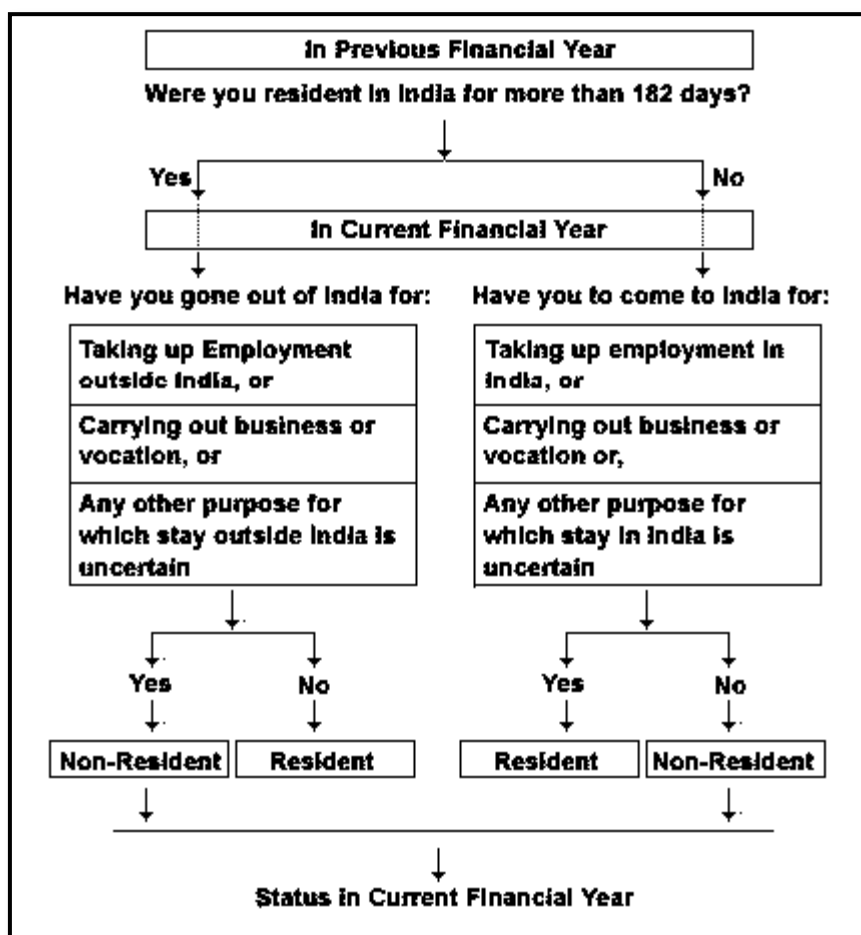 In Previous Financial Year
Were you resident in India for more than 182 days?
Yes
No
In Current Financial Year
Have you gone out of India for:
Taking up Employment
outside India, or
Carrying out business or
vocation, or
Any other purpose for
which stay outside India is
uncertain
Yes
No
Non-Resident
Resident
Have you to come to India for:
Taking up employment in
India, or
Carrying out business or
vocation or,
Any other purpose for
which stay in India is
uncertain
Yes
No
Resident
Non-Resident
Status in Current Financial Year